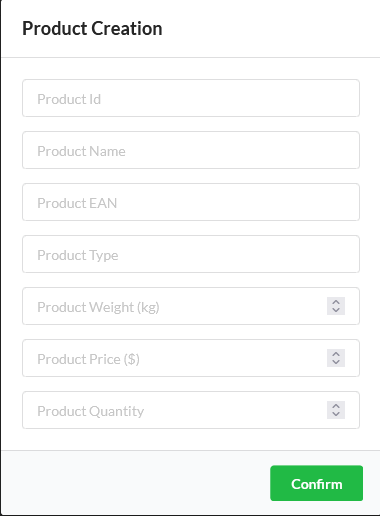 Product Creation
Product Id
Product Name
Product EAN
Product Type
Product Weight (kg)
Product Price ($)
Product Quantity
Confirm